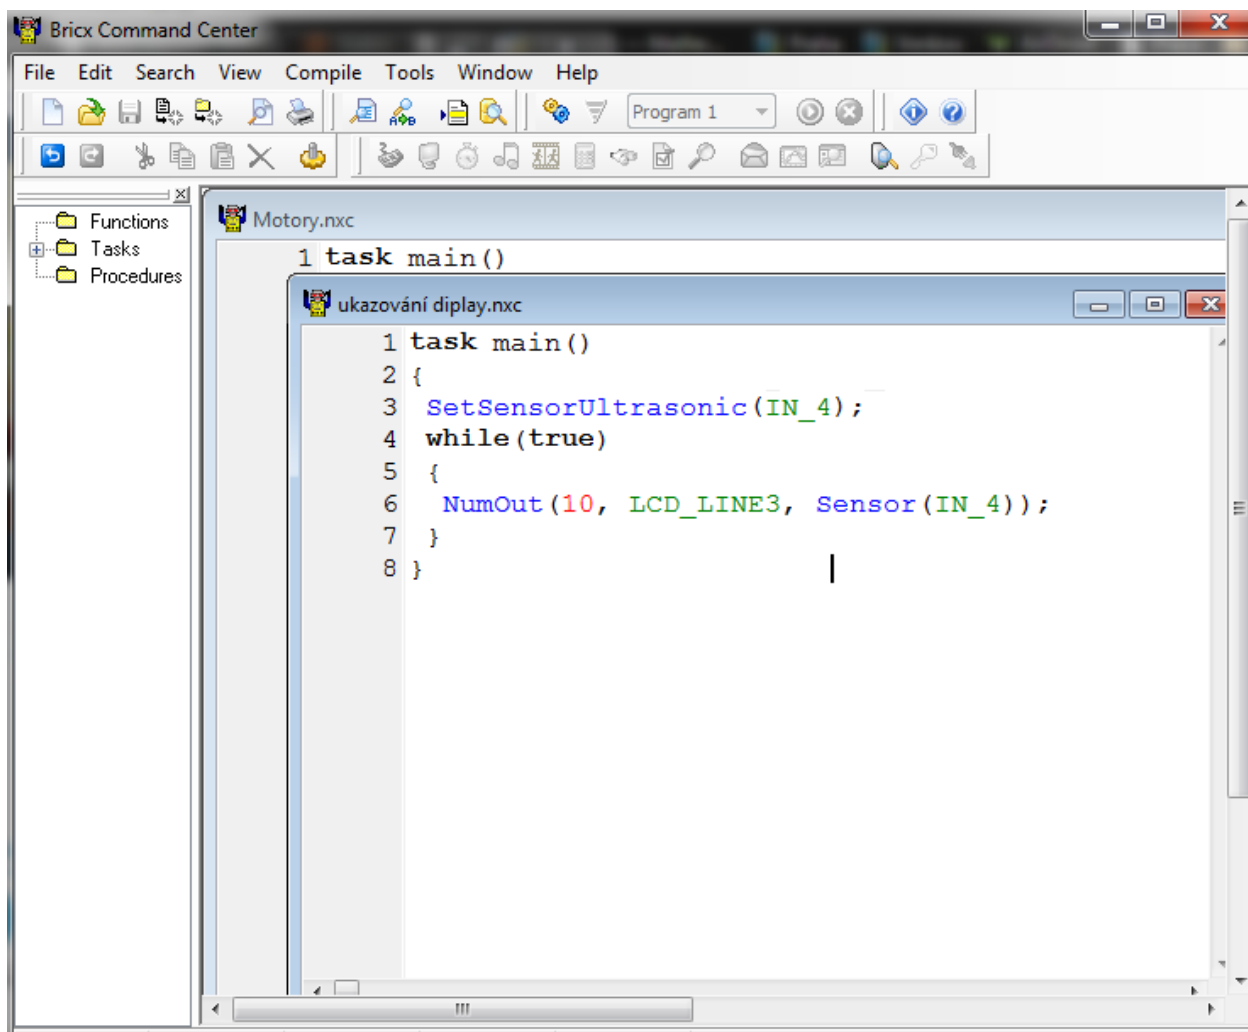 Bricx Command Center
File Edit Search View Compile Tools Window Help
Program 1
Functions
Tasks
Procedures
Motory.nxc
1 task main()
ukazování diplay.nxc
1 task main()
2 {
3 SetSensorUltrasonic(IN_4);
4 while(true)
5 {
6 NumOut(10, LCD_LINE3, Sensor(IN_4));
7 }
8 }